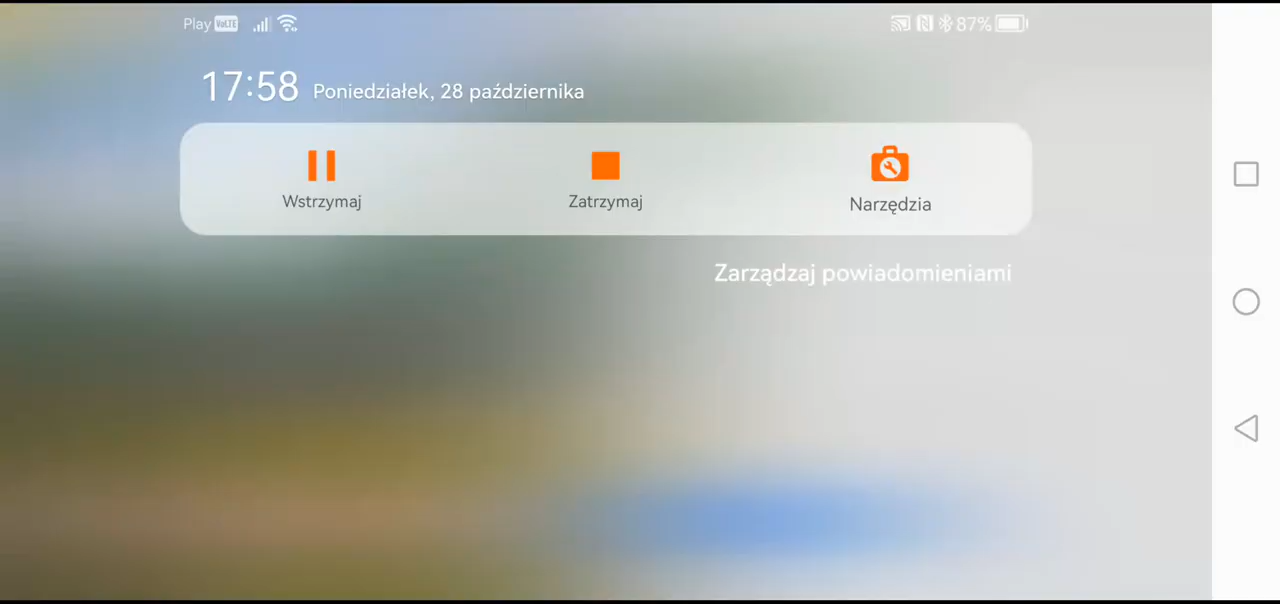 Play VoLTE 87%
17:58 Poniedziałek, 28 października
Wstrzymaj Zatrzymaj Narzędzia
Zarządzaj powiadomieniami